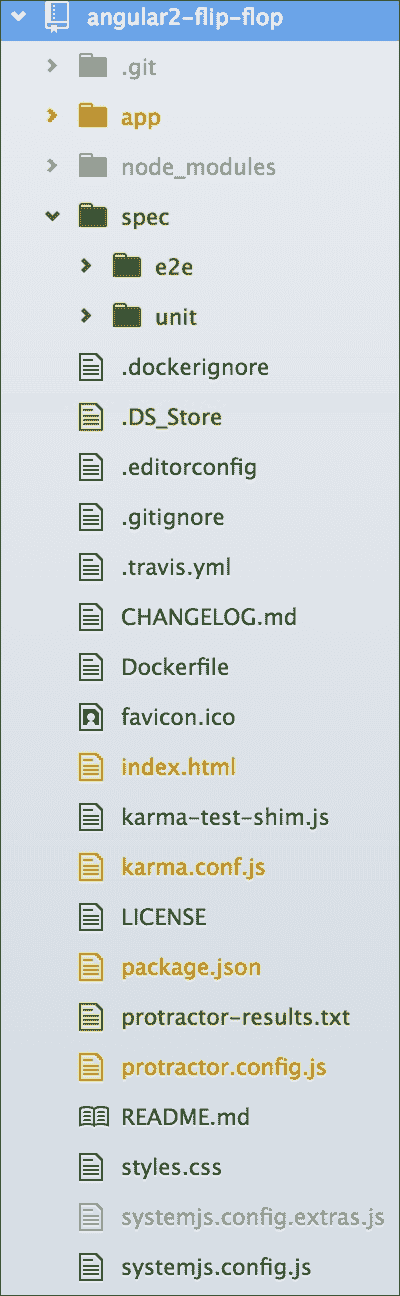 angular2-flip-flop
.git
app
node_modules
spec
e2e
unit
.dockerignore
.DS_Store
.editorconfig
.gitignore
.travis.yml
CHANGELOG.md
Dockerfile
favicon.ico
index.html
karma-test-shim.js
karma.conf.js
LICENSE
package.json
protractor-results.txt
protractor.config.js
README.md
styles.css
systemjs.config.extras.js
systemjs.config.js